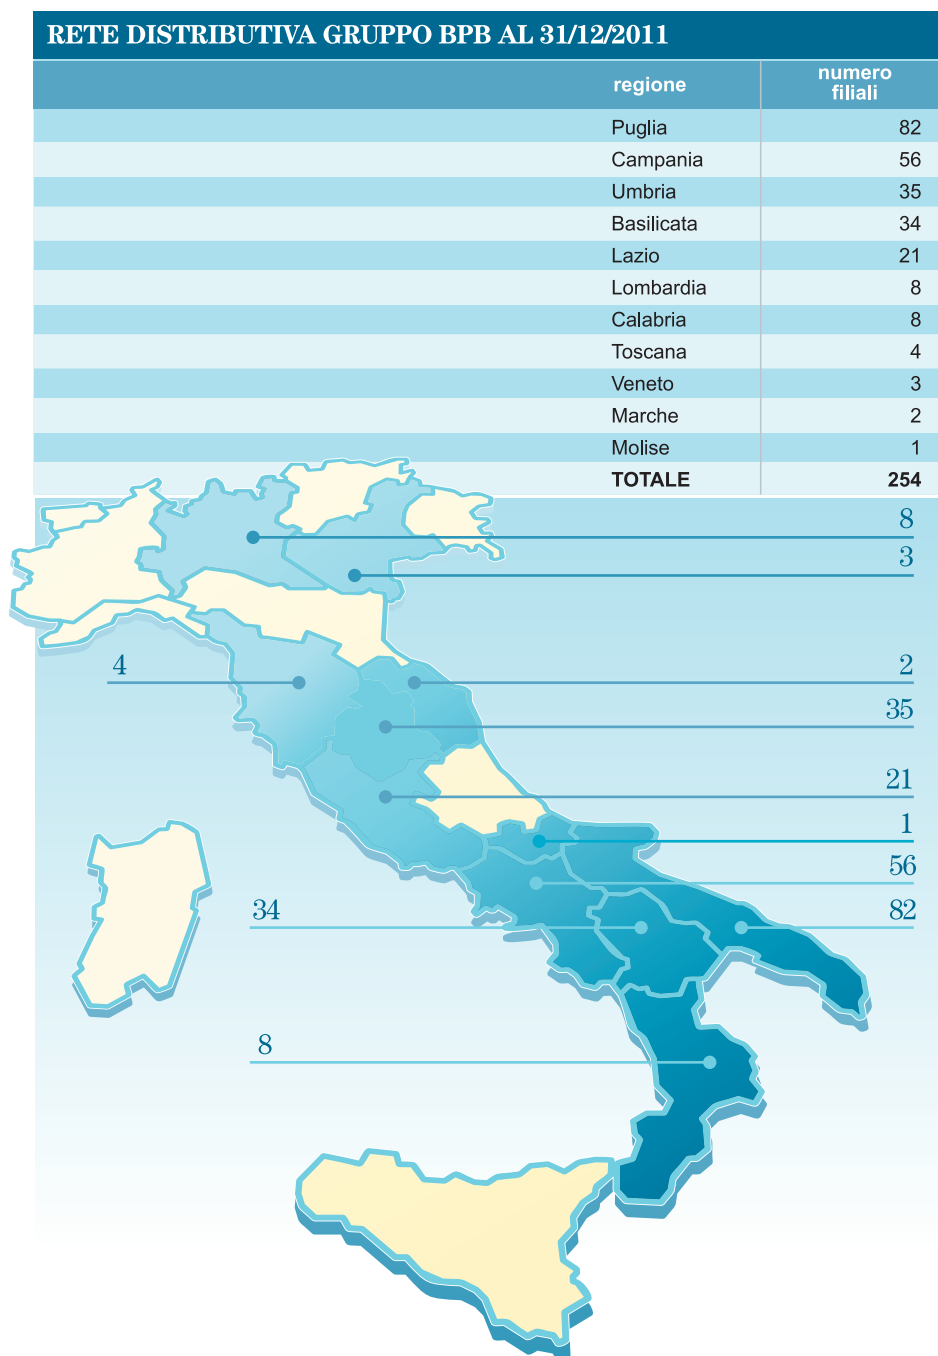 RETE DISTRIBUTIVA GRUPPO BPB AL 31/12/2011
regione numero filiali
Puglia 82
Campania 56
Umbria 35
Basilicata 34
Lazio 21
Lombardia 8
Calabria 8
Toscana 4
Veneto 3
Marche 2
Molise 1
TOTALE 254
8
3
4 2
35
21
1
56
34 82
8